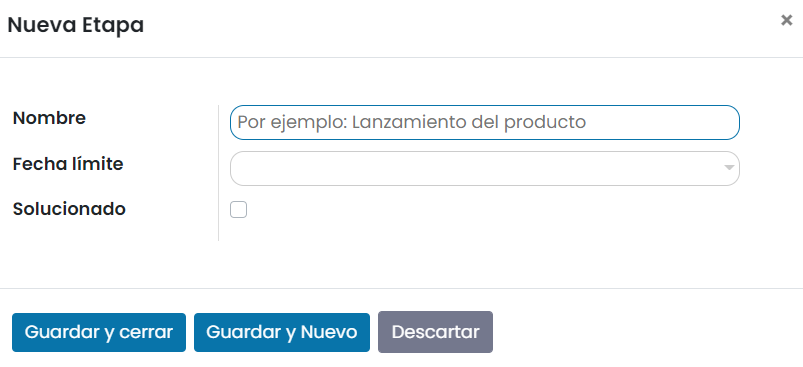 Nueva Etapa
×
Nombre
Por ejemplo: Lanzamiento del producto
Fecha límite
Solucionado
Guardar y cerrar
Guardar y Nuevo
Descartar